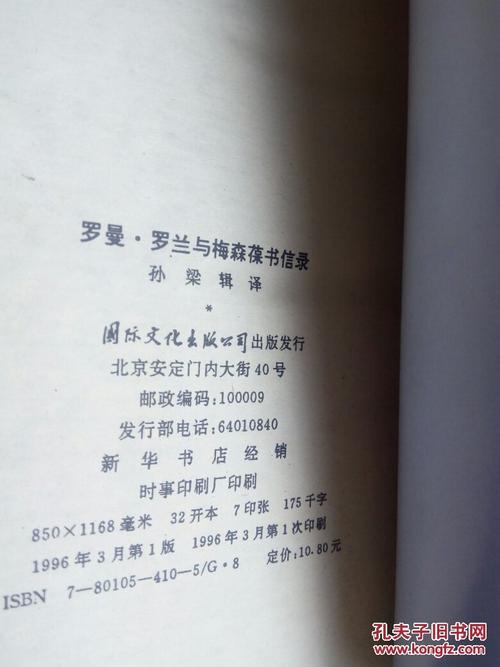 罗曼·罗兰与梅森葆书信录
孙梁辑译
*
国际文化出版公司出版发行
北京安定门内大街40号
邮政编码:100009
发行部电话:64010840
新华书店经销
时事印刷厂印刷
850×1168毫米 32开本 7印张 175千字
1996年3月第1版 1996年3月第1次印刷
ISBN 7—80105—410—5/G·8 定价:10.80元
孔夫子旧书网
www.kongfz.com